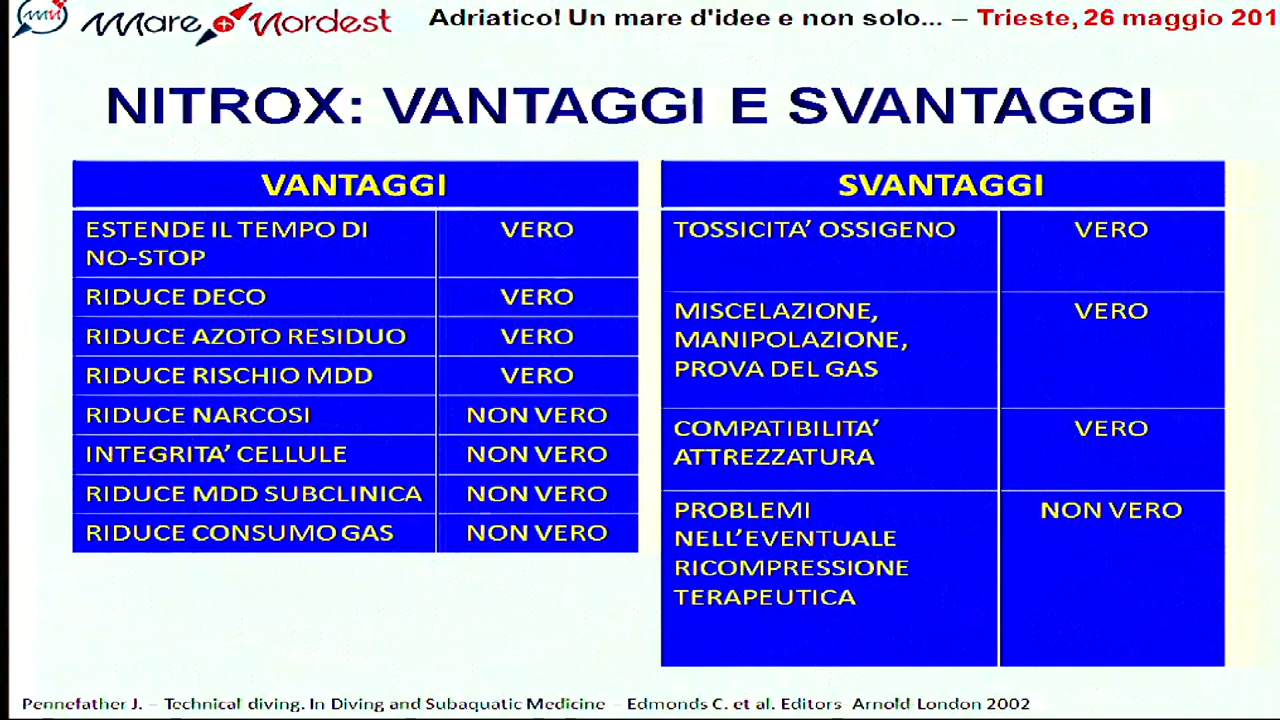 Mare Nordest
Adriatico! Un mare d'idee e non solo... – Trieste, 26 maggio 201
NITROX: VANTAGGI E SVANTAGGI
VANTAGGI
ESTENDE IL TEMPO DI
NO-STOP
VERO
RIDUCE DECO
VERO
RIDUCE AZOTO RESIDUO
VERO
RIDUCE RISCHIO MDD
VERO
RIDUCE NARCOSI
NON VERO
INTEGRITA’ CELLULE
NON VERO
RIDUCE MDD SUBCLINICA
NON VERO
RIDUCE CONSUMO GAS
NON VERO
SVANTAGGI
TOSSICITA’ OSSIGENO
VERO
MISCELAZIONE,
MANIPOLAZIONE,
PROVA DEL GAS
VERO
COMPATIBILITA’
ATTREZZATURA
VERO
PROBLEMI
NELL’EVENTUALE
RICOMPRESSIONE
TERAPEUTICA
NON VERO
Pennefather J. – Technical diving. In Diving and Subaquatic Medicine – Edmonds C. et al. Editors Arnold London 2002